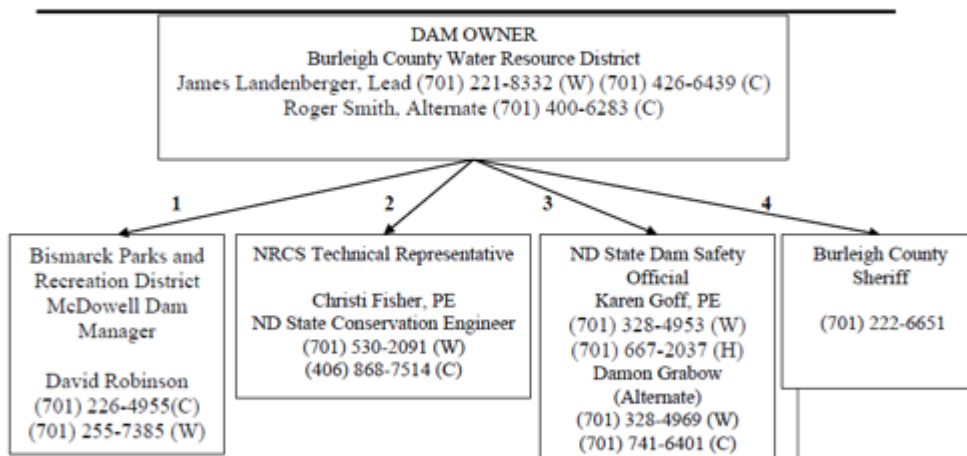 DAM OWNER
Burleigh County Water Resource District
James Landenberger, Lead (701) 221-8332 (W) (701) 426-6439 (C)
Roger Smith, Alternate (701) 400-6283 (C)
1
2
3
4
Bismarck Parks and
Recreation District
McDowell Dam
Manager
David Robinson
(701) 226-4955(C)
(701) 255-7385 (W)
NRCS Technical Representative
Christi Fisher, PE
ND State Conservation Engineer
(701) 530-2091 (W)
(406) 868-7514 (C)
ND State Dam Safety
Official
Karen Goff, PE
(701) 328-4953 (W)
(701) 667-2037 (H)
Damon Grabow
(Alternate)
(701) 328-4969 (W)
(701) 741-6401 (C)
Burleigh County
Sheriff
(701) 222-6651